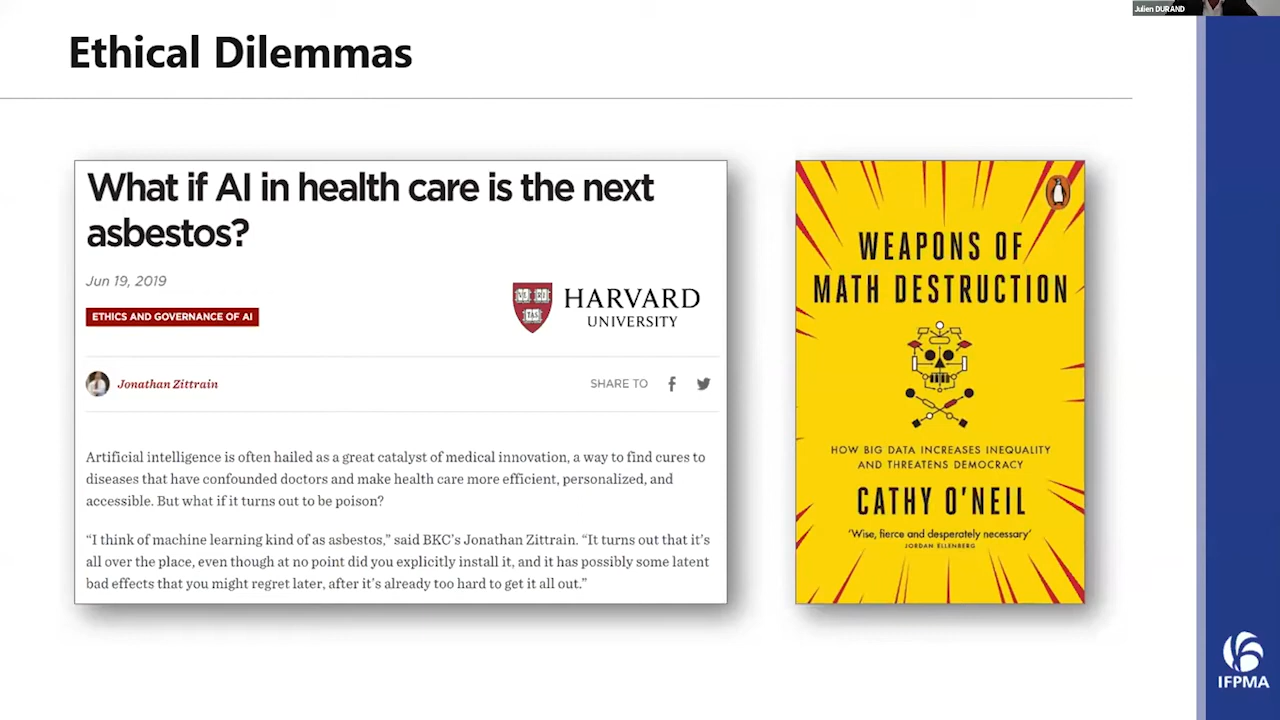 Julien DURAND
Ethical Dilemmas
What if AI in health care is the next
asbestos?
Jun 19, 2019
ETHICS AND GOVERNANCE OF AI
HARVARD
UNIVERSITY
Jonathan Zittrain
SHARE TO
Artificial intelligence is often hailed as a great catalyst of medical innovation, a way to find cures to
diseases that have confounded doctors and make health care more efficient, personalized, and
accessible. But what if it turns out to be poison?
“I think of machine learning kind of as asbestos,” said BKC’s Jonathan Zittrain. “It turns out that it’s
all over the place, even though at no point did you explicitly install it, and it has possibly some latent
bad effects that you might regret later, after it’s already too hard to get it all out.”
WEAPONS OF
MATH DESTRUCTION
HOW BIG DATA INCREASES INEQUALITY
AND THREATENS DEMOCRACY
CATHY O'NEIL
‘Wise, fierce and desperately necessary’
JORDAN ELLENBERG
IFPMA